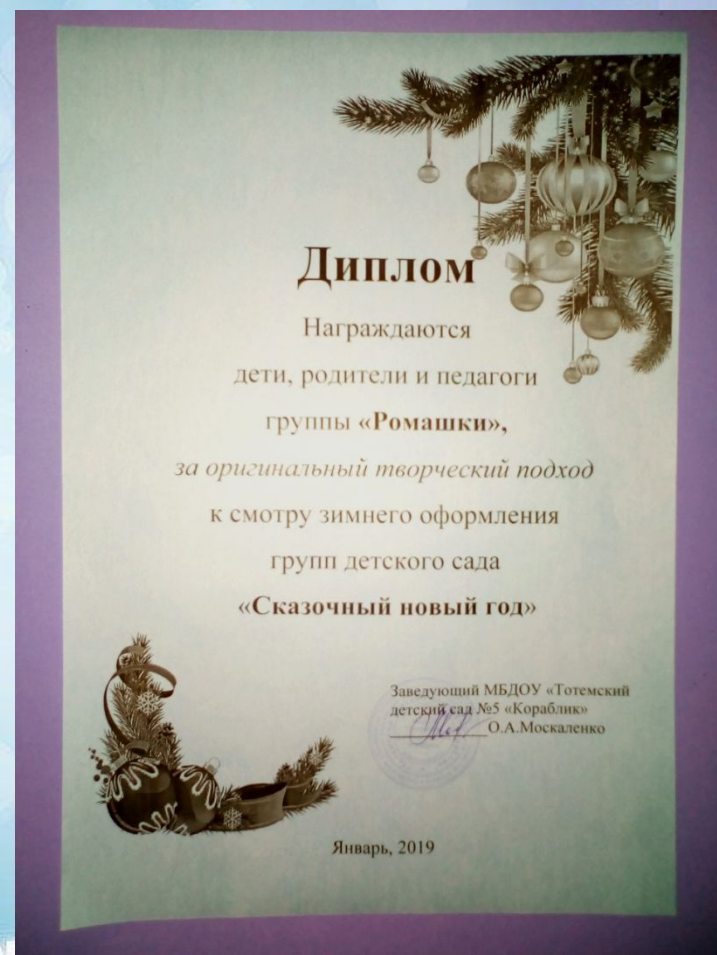 Диплом
Награждаются
дети, родители и педагоги
группы «Ромашки»,
за оригинальный творческий подход
к смотру зимнего оформления
групп детского сада
«Сказочный новый год»
Заведующий МБДОУ «Тотемский
детский сад №5 «Кораблик»
____________О.А.Москаленко
Январь, 2019